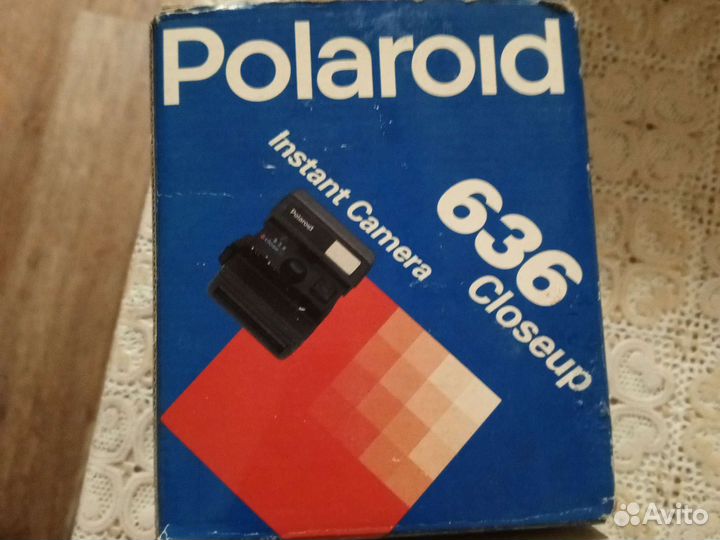 Polaroid
Instant Camera
636
Closeup
Polaroid
Avito